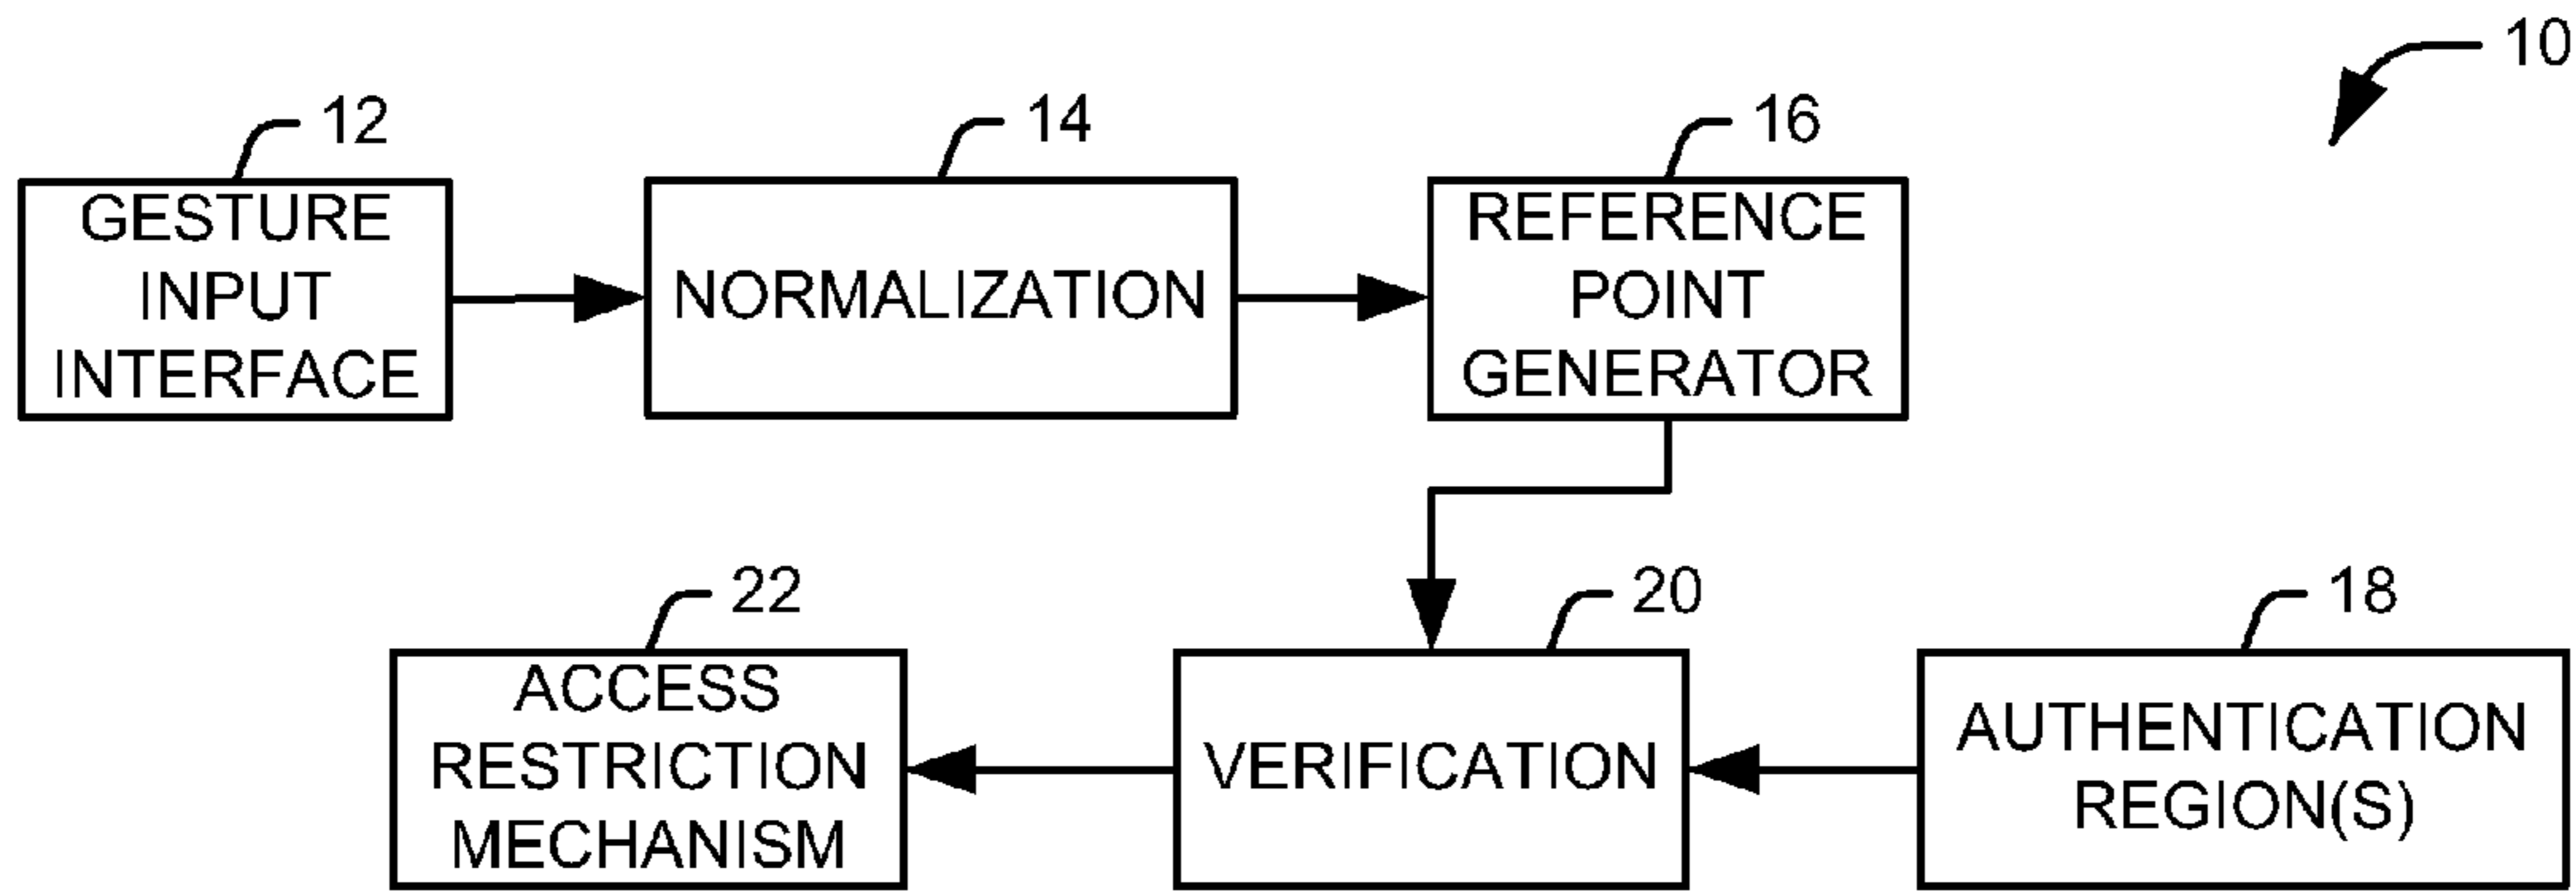 10
12
14
16
GESTURE
INPUT
INTERFACE
NORMALIZATION
REFERENCE
POINT
GENERATOR
22
20
18
ACCESS
RESTRICTION
MECHANISM
VERIFICATION
AUTHENTICATION
REGION(S)